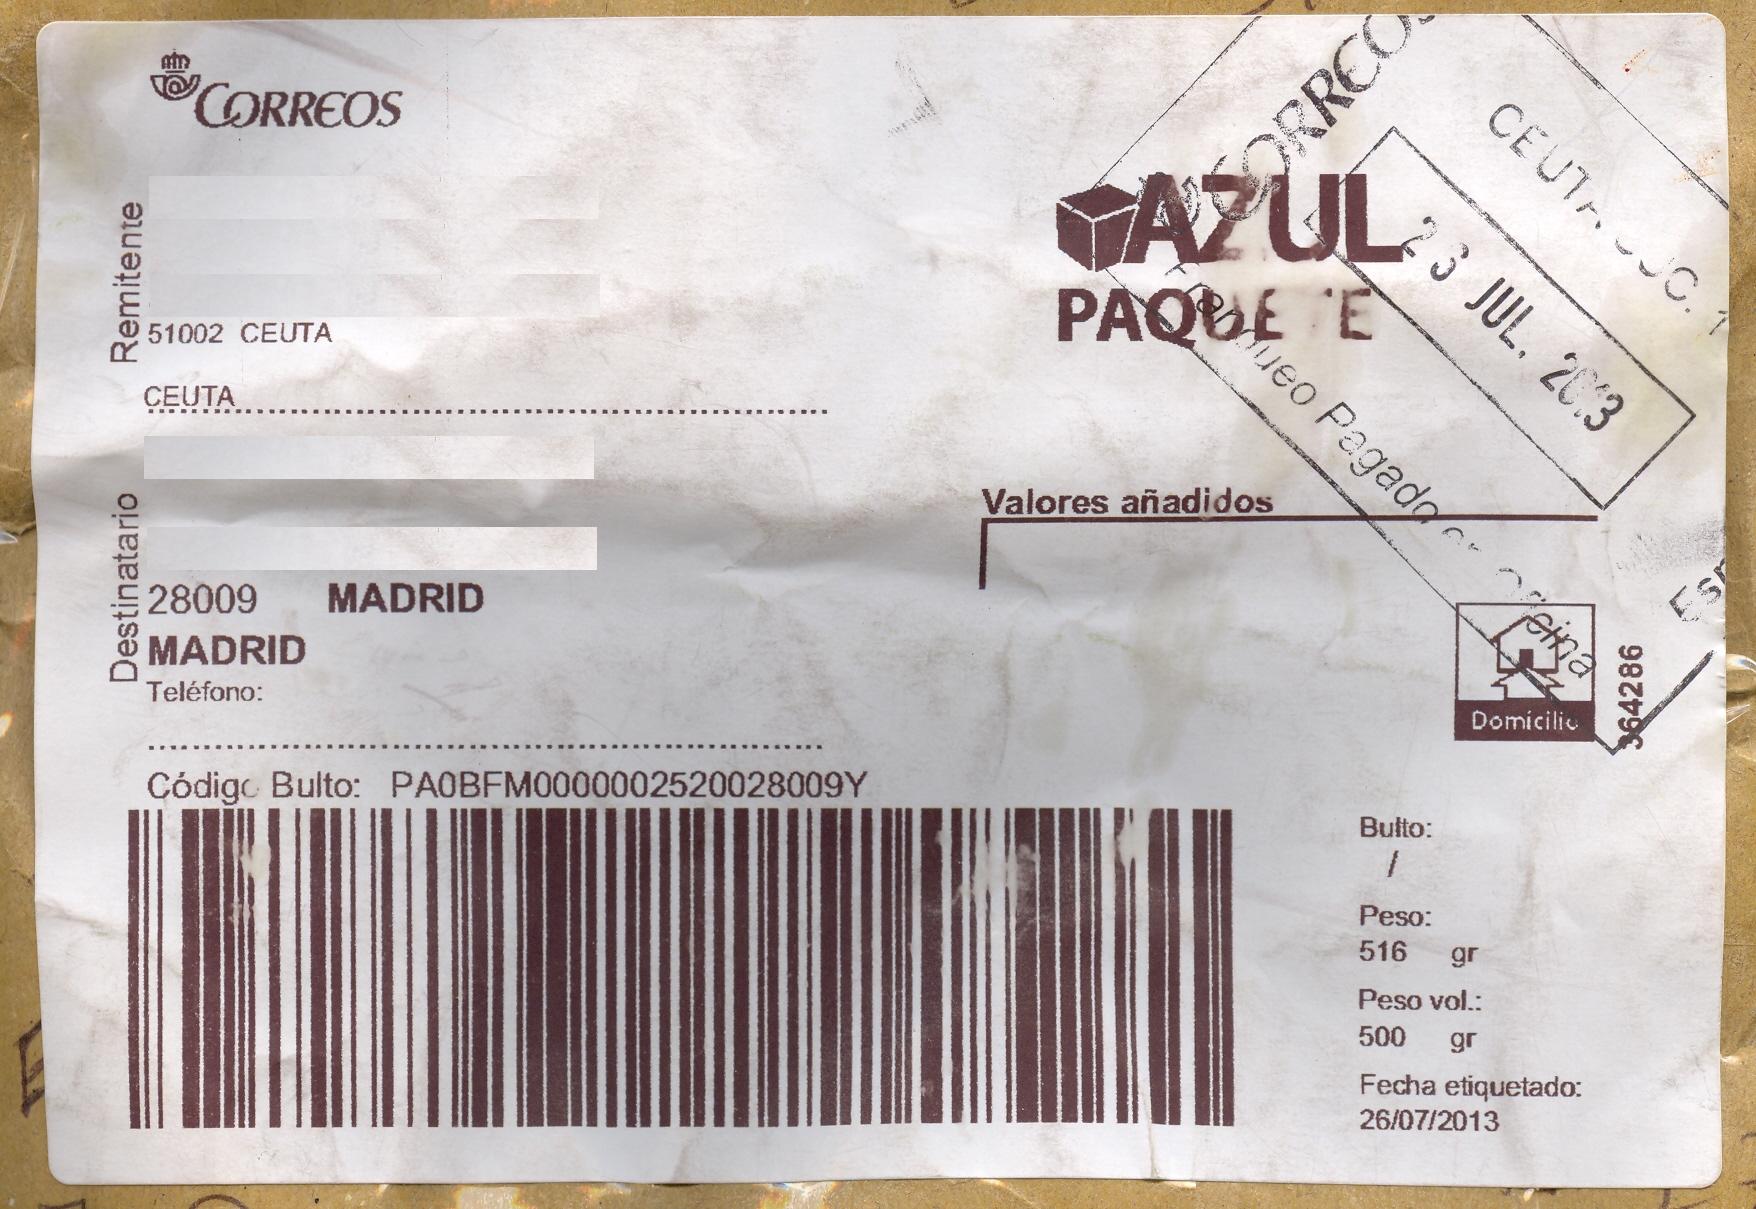 CORREOS
Remitente
51002 CEUTA
CEUTA
Destinatario
28009 MADRID
MADRID
Teléfono:
AZUL
PAQUETE
CORREOS
CEUTA
JUL. 2013
Franqueo Pagado en Oficina
Valores añadidos
Domicilio
364286
Código Bulto: PA0BFM0000002520028009Y
Bulto:
/
Peso:
516 gr
Peso vol.:
500 gr
Fecha etiquetado:
26/07/2013